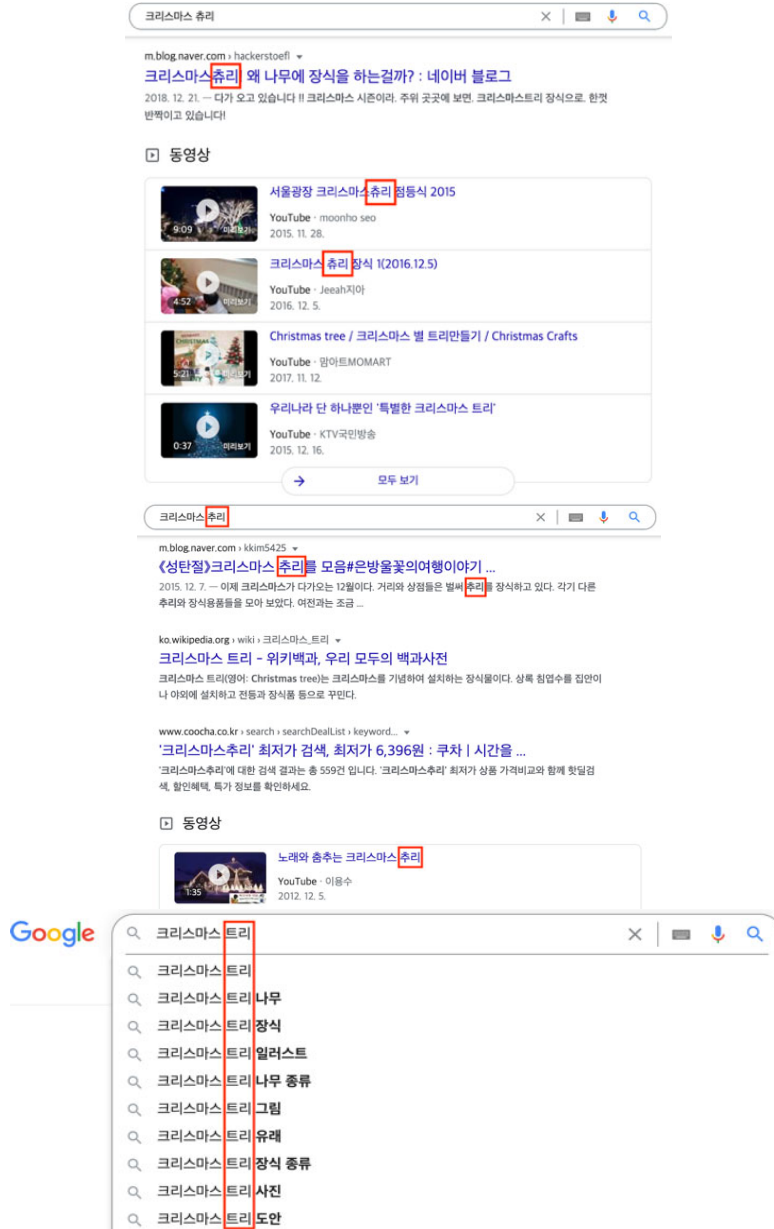 크리스마스 츄리
m.blog.naver.com › hackerstoefl
크리스마스츄리 왜 나무에 장식을 하는걸까? : 네이버 블로그
2018. 12. 21. — 다가 오고 있습니다 !! 크리스마스 시즌이라. 주위 곳곳에 보면. 크리스마스트리 장식으로. 한껏
반짝이고 있습니다!
동영상
서울광장 크리스마스츄리 점등식 2015
YouTube · moonho seo
2015. 11. 28.
9:09 미리보기
크리스마스 츄리 장식 1(2016.12.5)
YouTube · Jeeah지아
2016. 12. 5.
4:52 미리보기
Christmas tree / 크리스마스 별 트리만들기 / Christmas Crafts
YouTube · 맘아트MOMART
2017. 11. 12.
5:21 미리보기
우리나라 단 하나뿐인 '특별한 크리스마스 트리'
YouTube · KTV국민방송
2015. 12. 16.
0:37 미리보기
모두 보기
크리스마스 추리
m.blog.naver.com › kkim5425
《성탄절》크리스마스 추리를 모음#은방울꽃의여행이야기 ...
2015. 12. 7. — 이제 크리스마스가 다가오는 12월이다. 거리와 상점들은 벌써 추리를 장식하고 있다. 각기 다른
추리와 장식용품들을 모아 보았다. 여전과는 조금 ...
ko.wikipedia.org › wiki › 크리스마스_트리
크리스마스 트리 - 위키백과, 우리 모두의 백과사전
크리스마스 트리(영어: Christmas tree)는 크리스마스를 기념하여 설치하는 장식물이다. 상록 침엽수를 집안이
나 야외에 설치하고 전등과 장식품 등으로 꾸민다.
www.coocha.co.kr › search › searchDealList › keyword...
'크리스마스추리' 최저가 검색, 최저가 6,396원 : 쿠차 | 시간을 ...
'크리스마스추리'에 대한 검색 결과는 총 559건 입니다. '크리스마스추리' 최저가 상품 가격비교와 함께 핫딜검
색, 할인혜택, 특가 정보를 확인하세요.
동영상
노래와 춤추는 크리스마스 추리
YouTube · 이용수
2012. 12. 5.
1:35
Google
크리스마스 트리
크리스마스 트리
크리스마스 트리 나무
크리스마스 트리 장식
크리스마스 트리 일러스트
크리스마스 트리 나무 종류
크리스마스 트리 그림
크리스마스 트리 유래
크리스마스 트리 장식 종류
크리스마스 트리 사진
크리스마스 트리 도안